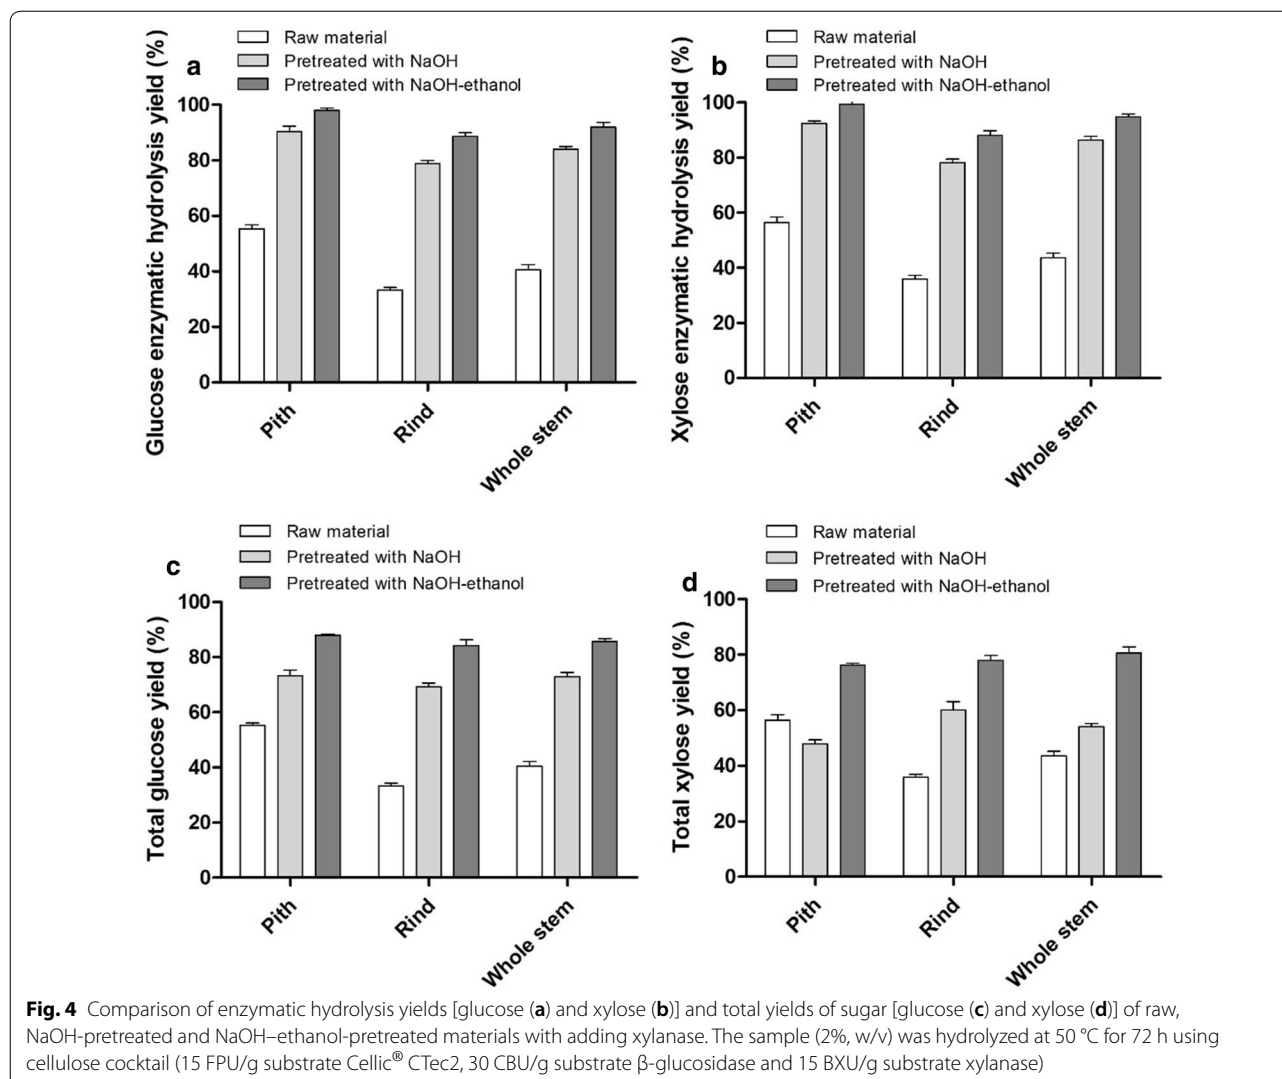 a
Raw material
Pretreated with NaOH
Pretreated with NaOH-ethanol
Glucose enzymatic hydrolysis yield (%)
100
80
60
40
20
0
Pith
Rind
Whole stem
b
Raw material
Pretreated with NaOH
Pretreated with NaOH-ethanol
Xylose enzymatic hydrolysis yield (%)
100
80
60
40
20
0
Pith
Rind
Whole stem
c
Raw material
Pretreated with NaOH
Pretreated with NaOH-ethanol
Total glucose yield (%)
100
80
60
40
20
0
Pith
Rind
Whole stem
d
Raw material
Pretreated with NaOH
Pretreated with NaOH-ethanol
Total xylose yield (%)
100
80
60
40
20
0
Pith
Rind
Whole stem
Fig. 4 Comparison of enzymatic hydrolysis yields [glucose (a) and xylose (b)] and total yields of sugar [glucose (c) and xylose (d)] of raw,
NaOH-pretreated and NaOH–ethanol-pretreated materials with adding xylanase. The sample (2%, w/v) was hydrolyzed at 50 °C for 72 h using
cellulose cocktail (15 FPU/g substrate Cellic® CTec2, 30 CBU/g substrate β-glucosidase and 15 BXU/g substrate xylanase)